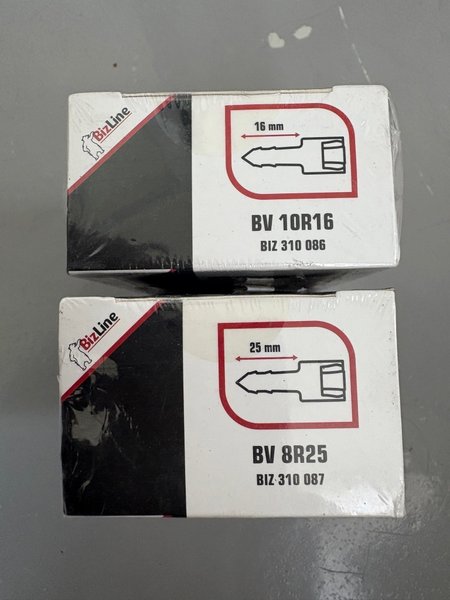 BizLine
16 mm
BV 10R16
BIZ 310 086
BizLine
25 mm
BV 8R25
BIZ 310 087